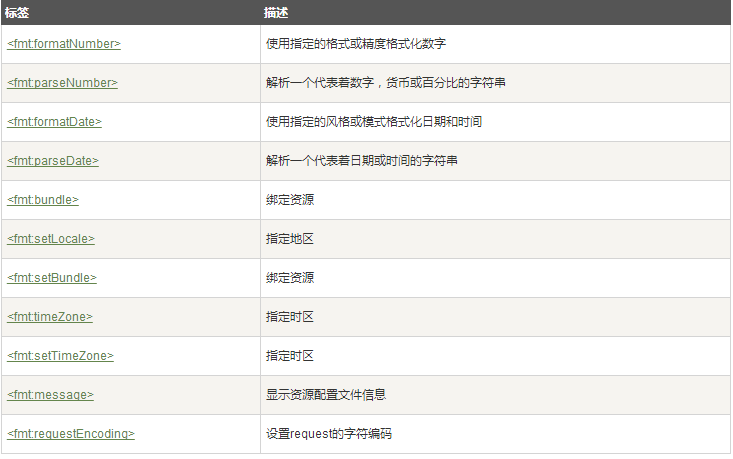 标签 描述
<fmt:formatNumber> 使用指定的格式或精度格式化数字
<fmt:parseNumber> 解析一个代表着数字，货币或百分比的字符串
<fmt:formatDate> 使用指定的风格或模式格式化日期和时间
<fmt:parseDate> 解析一个代表着日期或时间的字符串
<fmt:bundle> 绑定资源
<fmt:setLocale> 指定地区
<fmt:setBundle> 绑定资源
<fmt:timeZone> 指定时区
<fmt:setTimeZone> 指定时区
<fmt:message> 显示资源配置文件信息
<fmt:requestEncoding> 设置request的字符编码